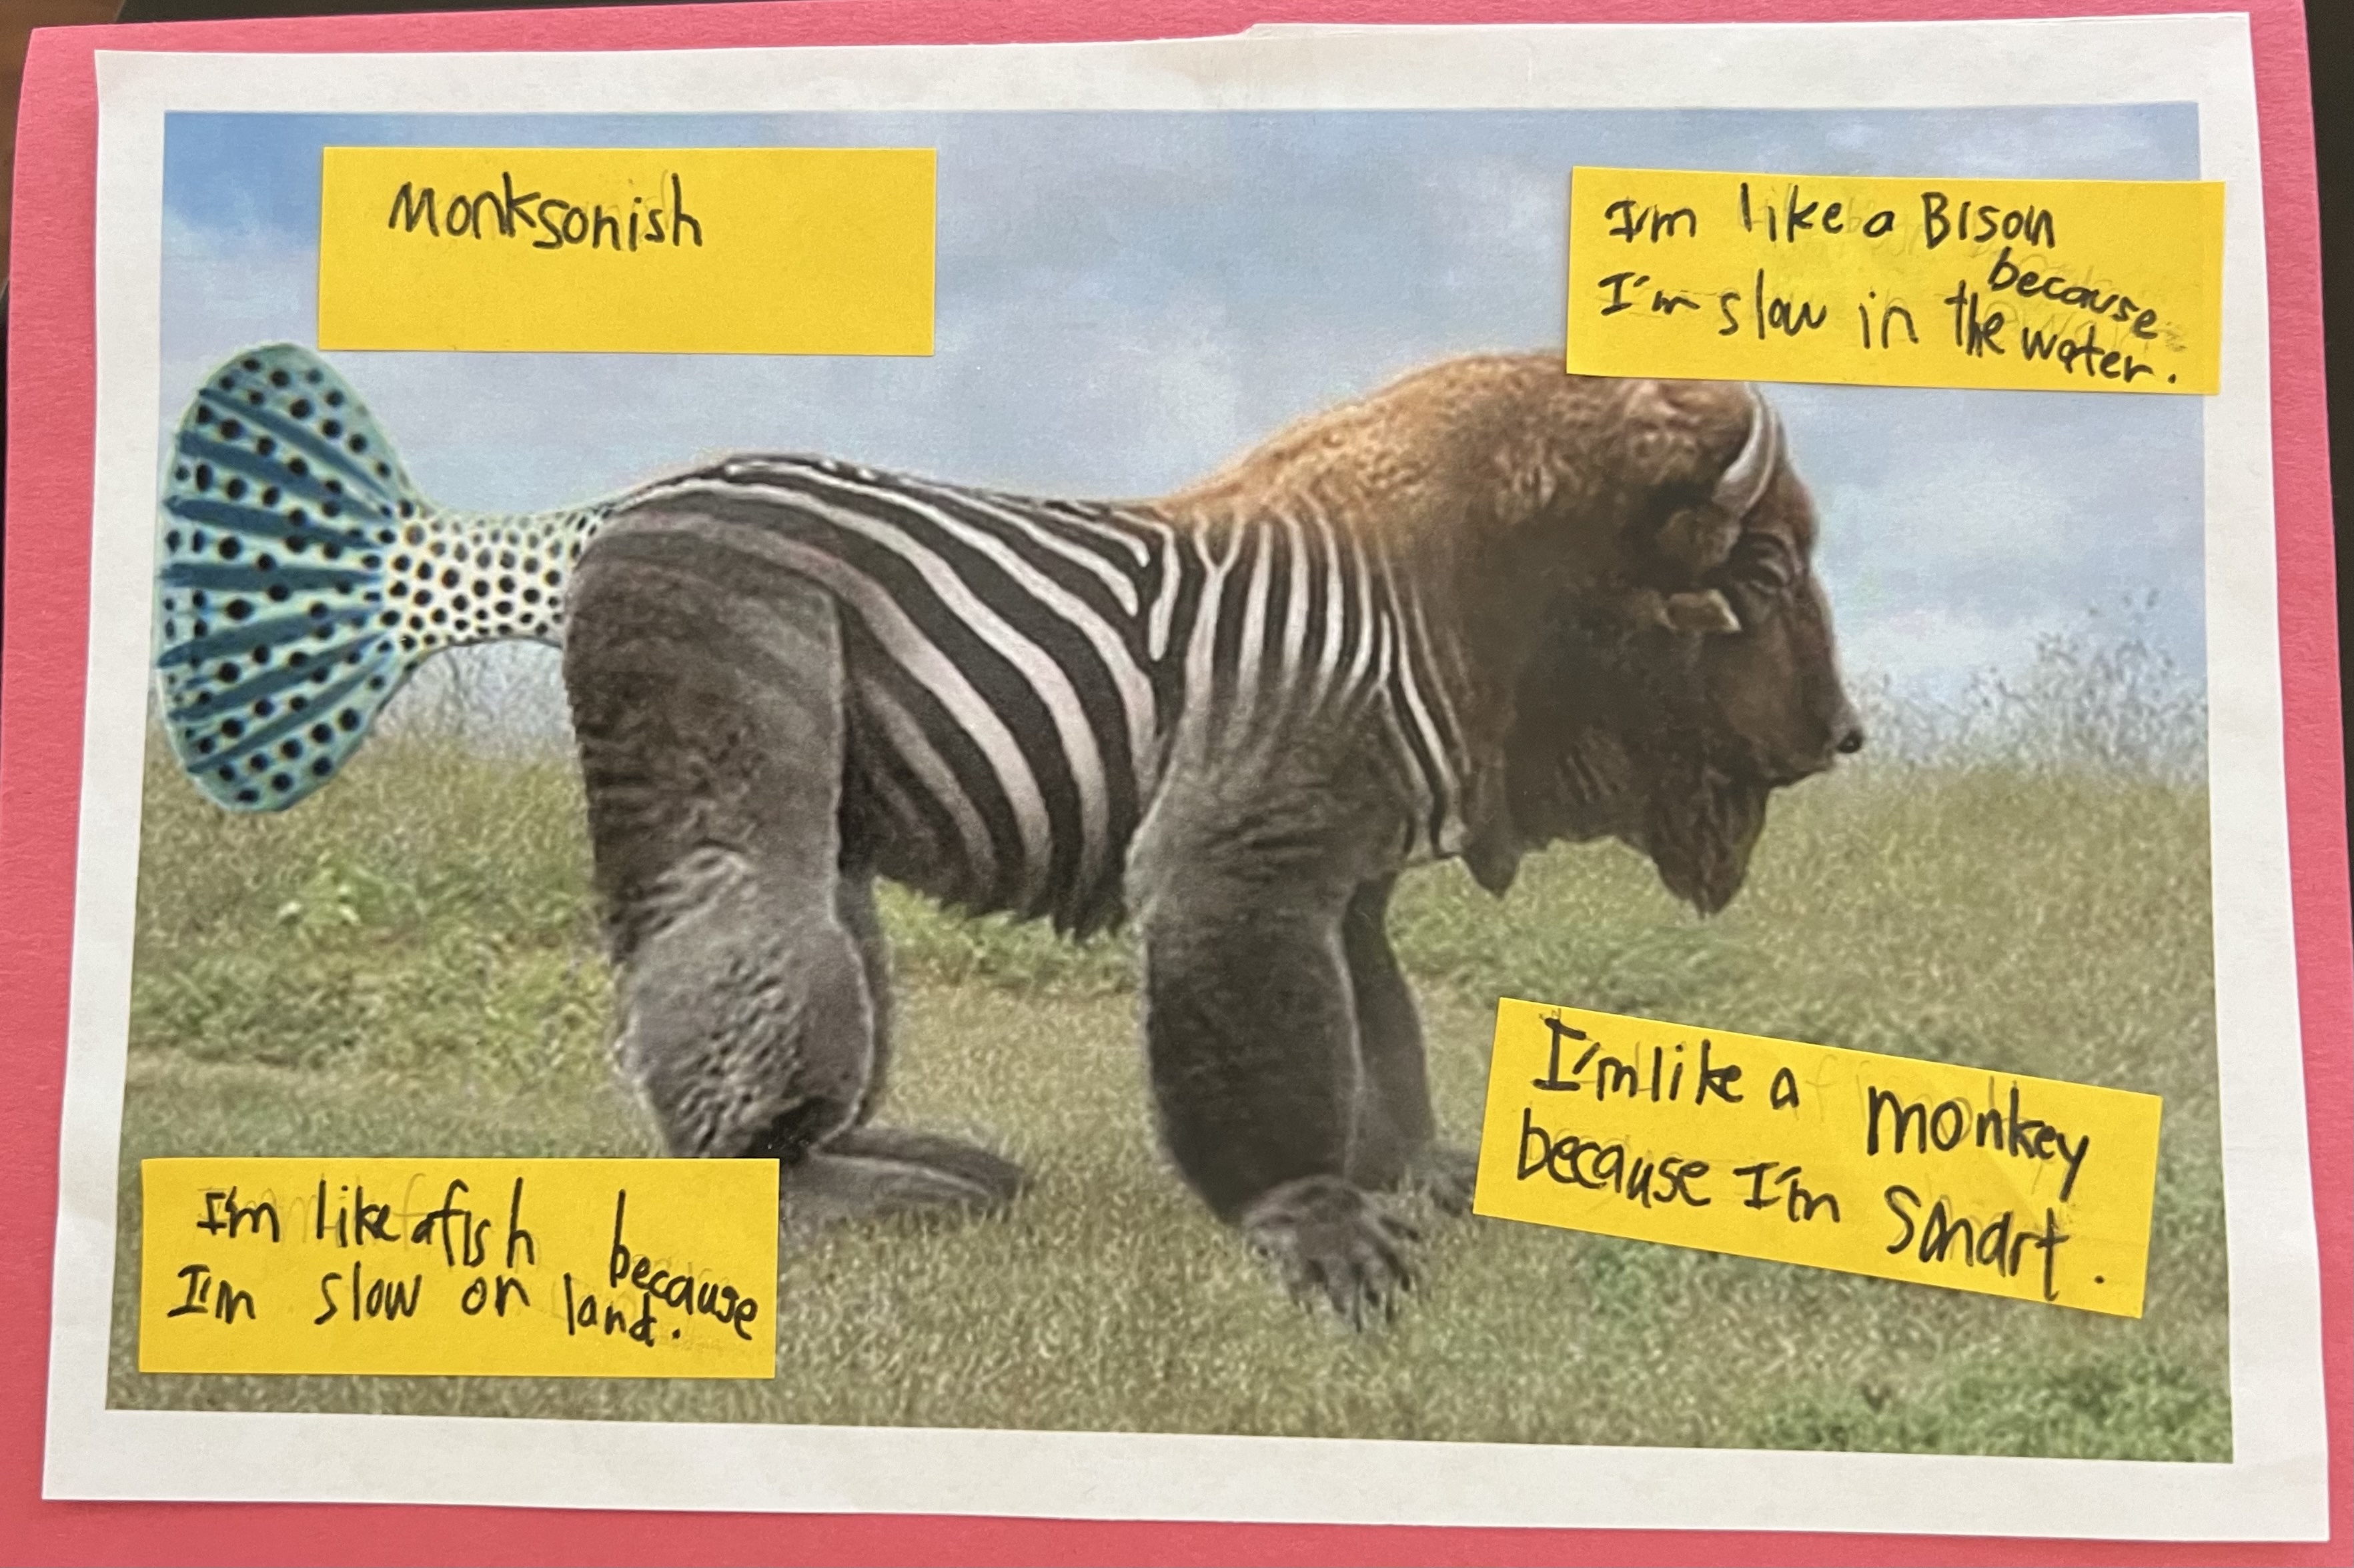 Monksonish
I'm like a Bison
because
I'm slow in the water.
I'm like a monkey
because I'm Smart.
I'm like a fish because
I'm slow on land.